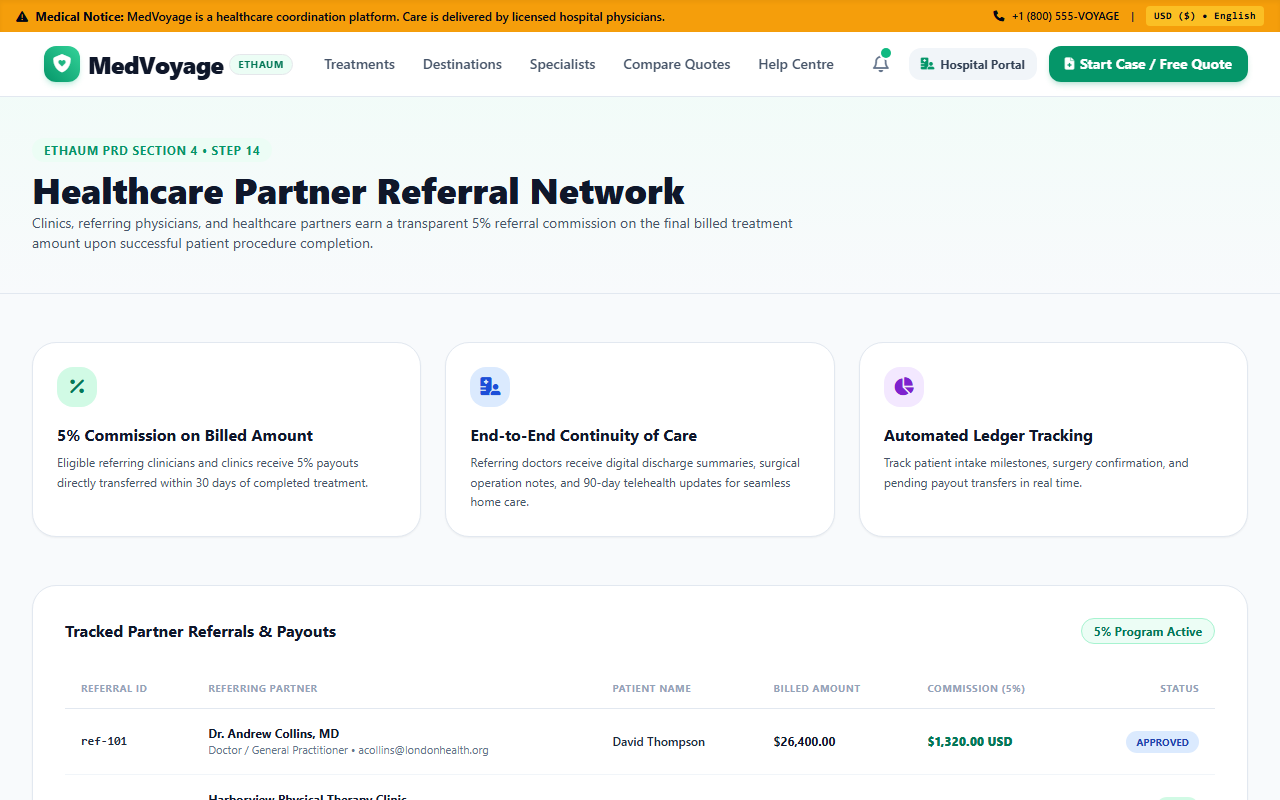 Medical Notice: MedVoyage is a healthcare coordination platform. Care is delivered by licensed hospital physicians.
+1 (800) 555-VOYAGE | USD ($) • English
MedVoyage ETHAUM Treatments Destinations Specialists Compare Quotes Help Centre Hospital Portal Start Case / Free Quote
ETHAUM PRD SECTION 4 • STEP 14
Healthcare Partner Referral Network
Clinics, referring physicians, and healthcare partners earn a transparent 5% referral commission on the final billed treatment
amount upon successful patient procedure completion.
5% Commission on Billed Amount
Eligible referring clinicians and clinics receive 5% payouts
directly transferred within 30 days of completed treatment.
End-to-End Continuity of Care
Referring doctors receive digital discharge summaries, surgical
operation notes, and 90-day telehealth updates for seamless
home care.
Automated Ledger Tracking
Track patient intake milestones, surgery confirmation, and
pending payout transfers in real time.
Tracked Partner Referrals & Payouts
5% Program Active
REFERRAL ID REFERRING PARTNER PATIENT NAME BILLED AMOUNT COMMISSION (5%) STATUS
ref-101 Dr. Andrew Collins, MD David Thompson $26,400.00 $1,320.00 USD APPROVED
Doctor / General Practitioner • acollins@londonhealth.org
Harborview Physical Therapy Clinic